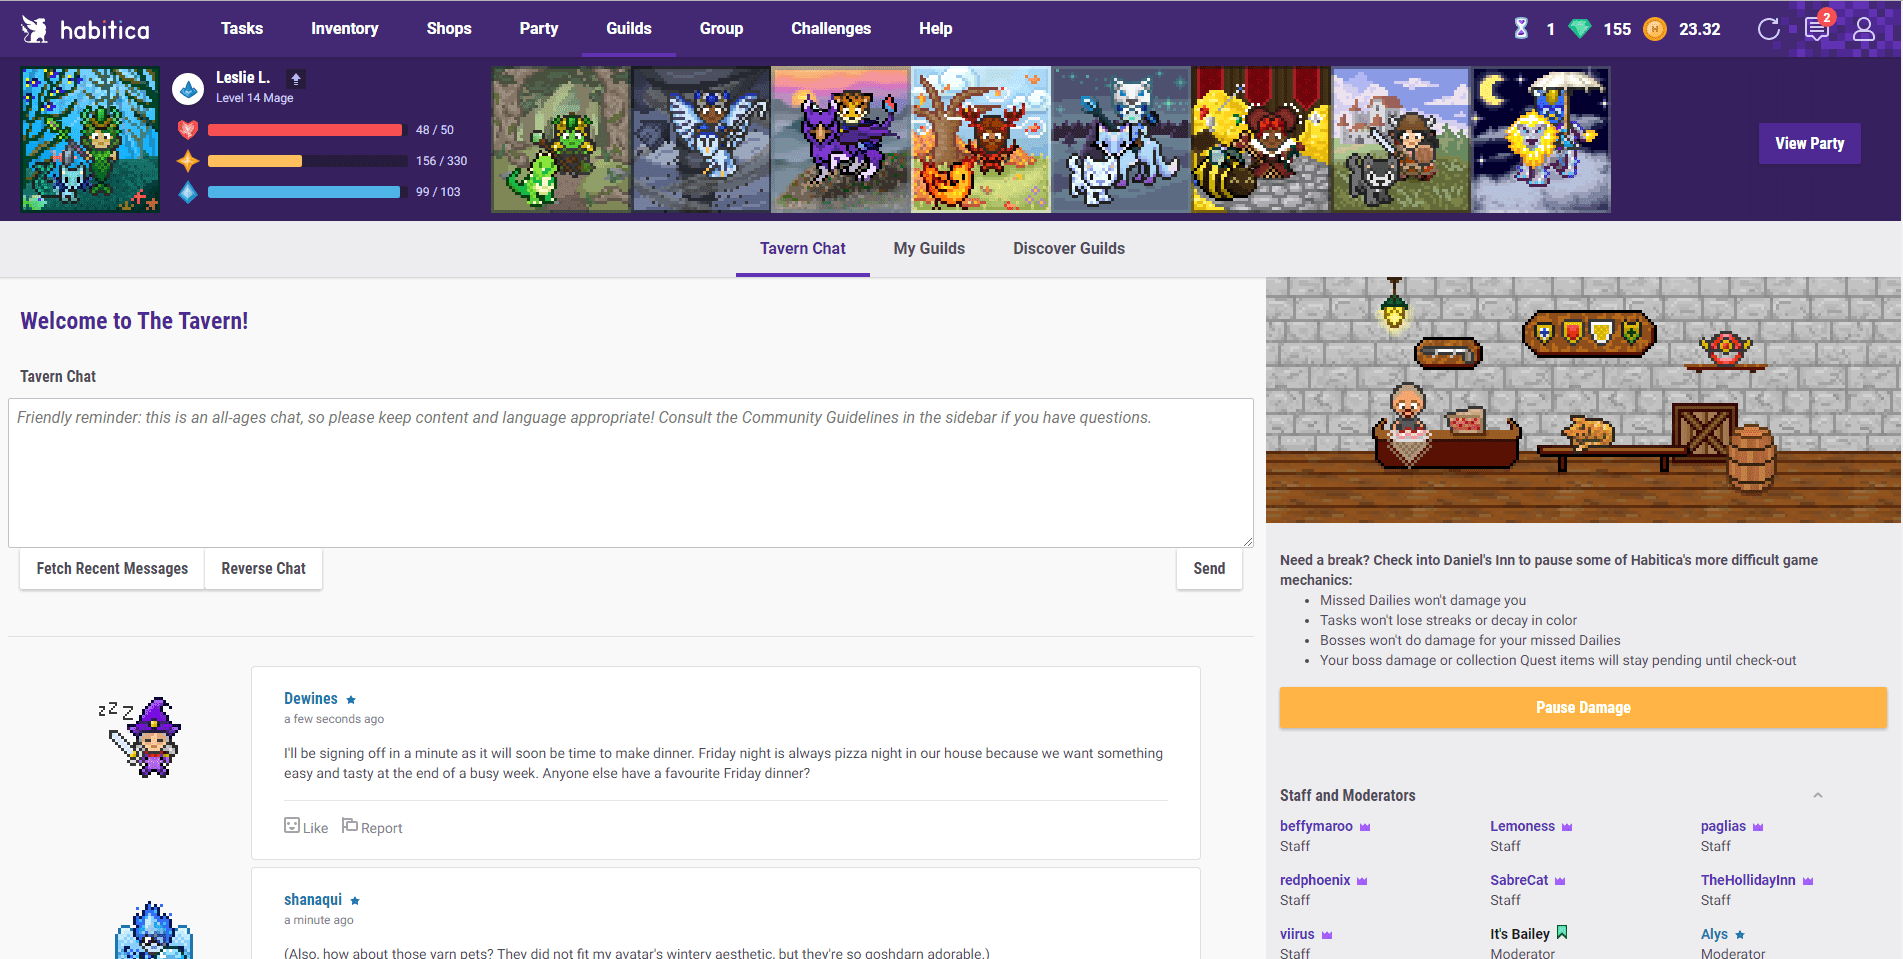 habitica
Tasks
Inventory
Shops
Party
Guilds
Group
Challenges
Help
1
155
23.32
2
Leslie L.
Level 14 Mage
48 / 50
156 / 330
99 / 103
View Party
Tavern Chat
My Guilds
Discover Guilds
Welcome to The Tavern!
Tavern Chat
Friendly reminder: this is an all-ages chat, so please keep content and language appropriate! Consult the Community Guidelines in the sidebar if you have questions.
Fetch Recent Messages
Reverse Chat
Send
zZZ
Dewines
a few seconds ago
I'll be signing off in a minute as it will soon be time to make dinner. Friday night is always pizza night in our house because we want something
easy and tasty at the end of a busy week. Anyone else have a favourite Friday dinner?
Like
Report
shanaqui
a minute ago
(Also, how about those yarn pets? They did not fit my avatar's wintery aesthetic, but they're so goshdarn adorable.)
Need a break? Check into Daniel's Inn to pause some of Habitica's more difficult game
mechanics:
• Missed Dailies won't damage you
• Tasks won't lose streaks or decay in color
• Bosses won't do damage for your missed Dailies
• Your boss damage or collection Quest items will stay pending until check-out
Pause Damage
Staff and Moderators
beffymaroo
Lemoness
paglias
Staff
Staff
Staff
redphoenix
SabreCat
TheHollidayInn
Staff
Staff
Staff
viirus
It's Bailey
Alys
Staff
Moderator
Moderator